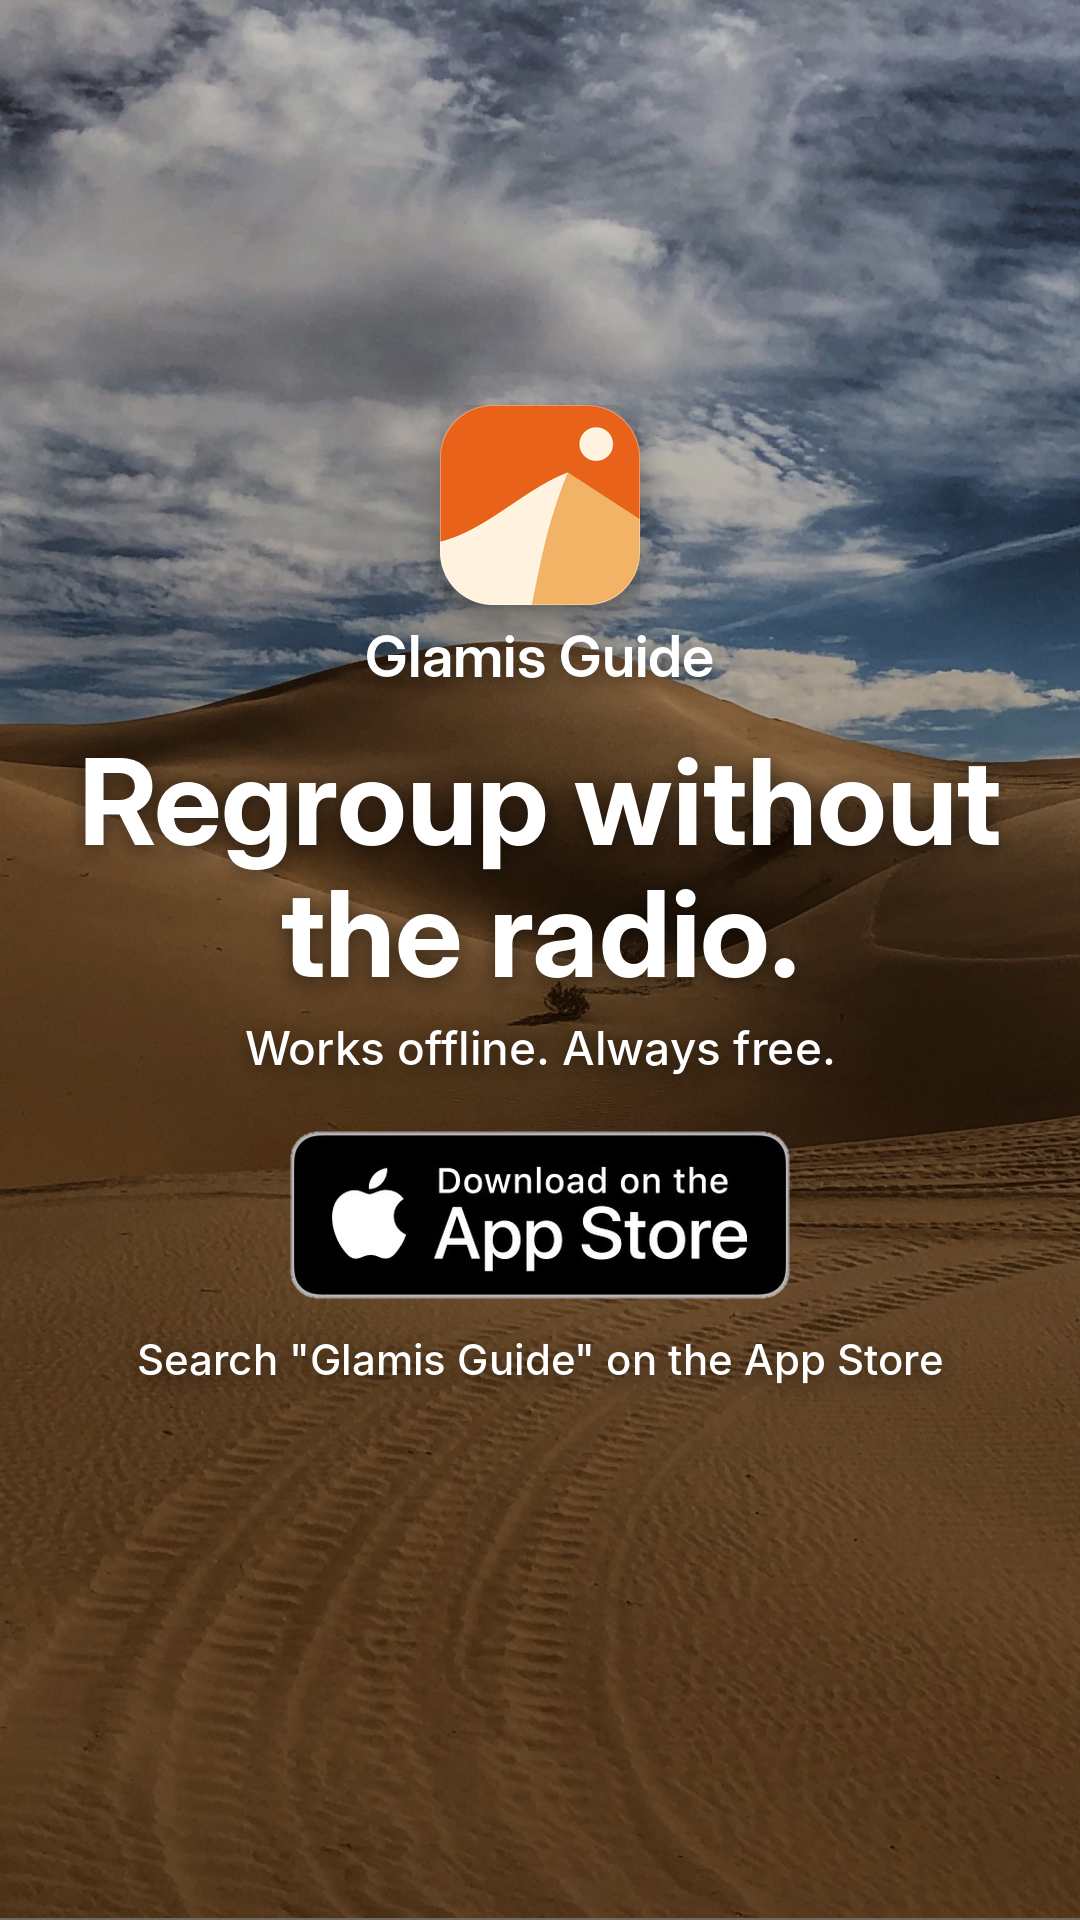 Glamis Guide
Regroup without
the radio.
Works offline. Always free.
Download on the
App Store
Search "Glamis Guide" on the App Store